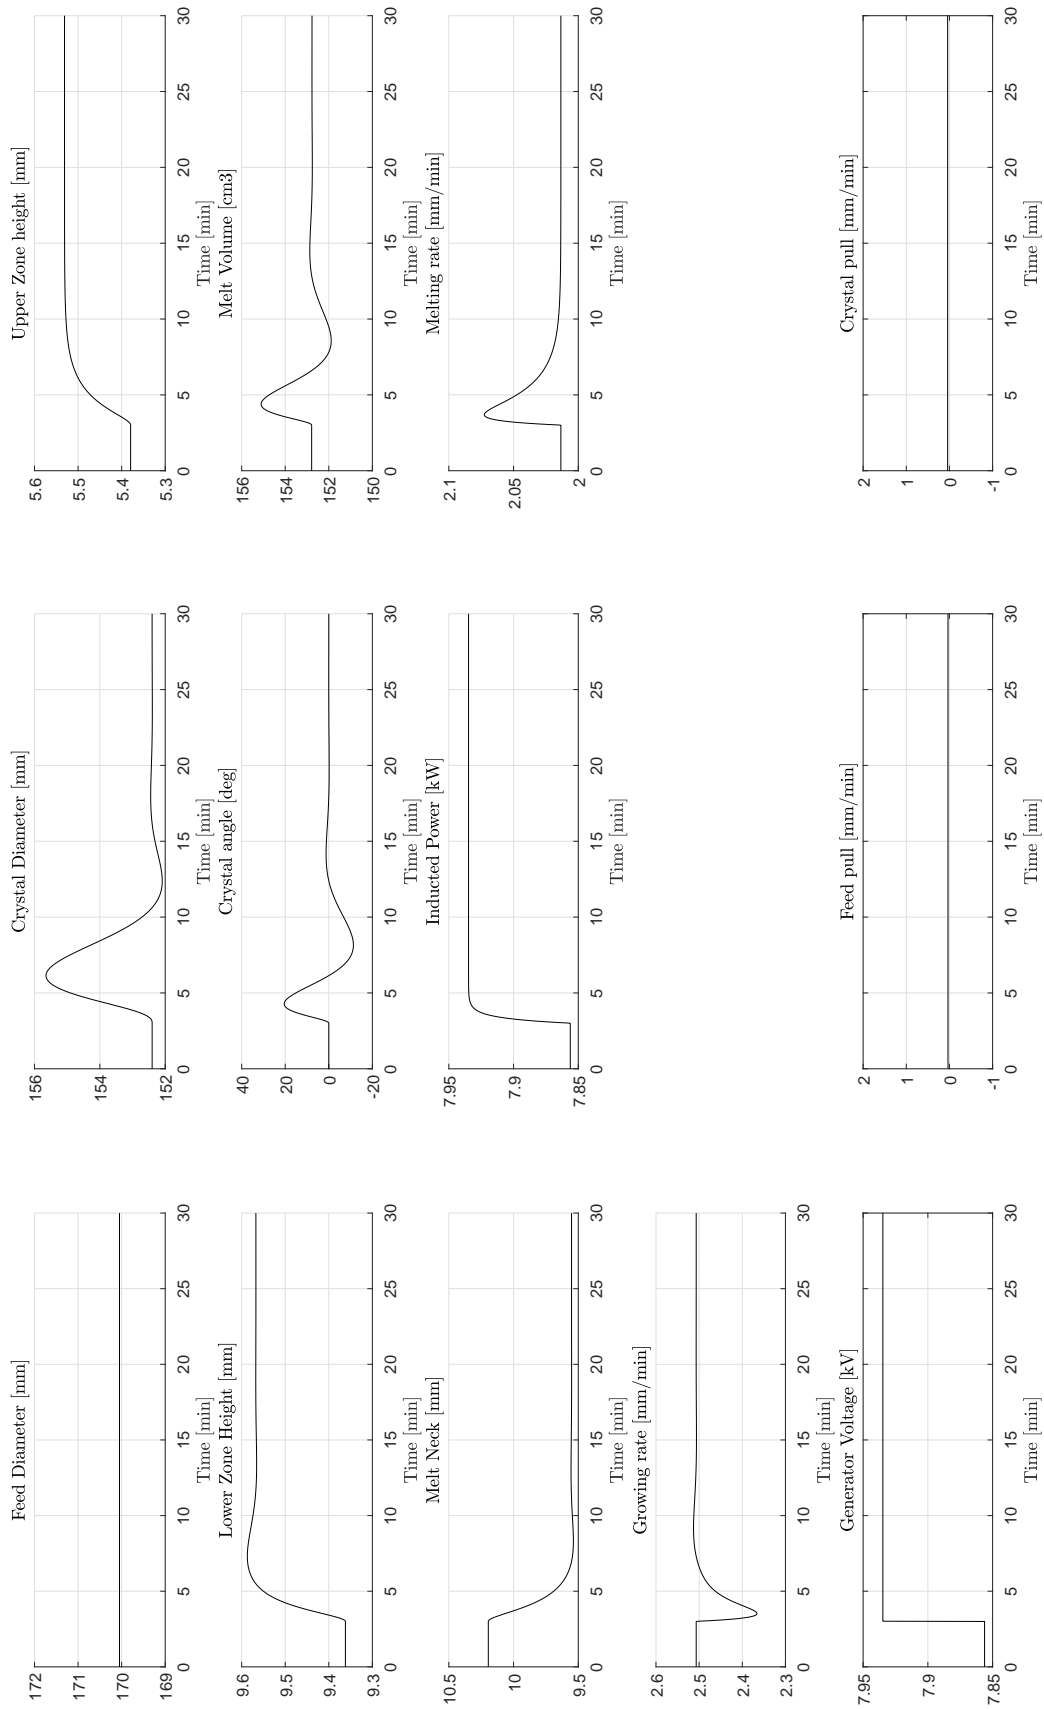 Feed Diameter [mm]
172
171
170
169
0 5 10 15 20 25 30
Time [min]
Crystal Diameter [mm]
156
154
152
0 5 10 15 20 25 30
Time [min]
Upper Zone height [mm]
5.6
5.5
5.4
5.3
0 5 10 15 20 25 30
Time [min]
Lower Zone Height [mm]
9.6
9.5
9.4
9.3
0 5 10 15 20 25 30
Time [min]
Crystal angle [deg]
40
20
0
-20
0 5 10 15 20 25 30
Time [min]
Melt Volume [cm3]
156
154
152
150
0 5 10 15 20 25 30
Time [min]
Melt Neck [mm]
10.5
10
9.5
0 5 10 15 20 25 30
Time [min]
Inducted Power [kW]
7.95
7.9
7.85
0 5 10 15 20 25 30
Time [min]
Melting rate [mm/min]
2.1
2.05
2
0 5 10 15 20 25 30
Time [min]
Growing rate [mm/min]
2.6
2.5
2.4
2.3
0 5 10 15 20 25 30
Time [min]
Generator Voltage [kV]
7.95
7.9
7.85
0 5 10 15 20 25 30
Time [min]
Feed pull [mm/min]
2
1
0
-1
0 5 10 15 20 25 30
Time [min]
Crystal pull [mm/min]
2
1
0
-1
0 5 10 15 20 25 30
Time [min]